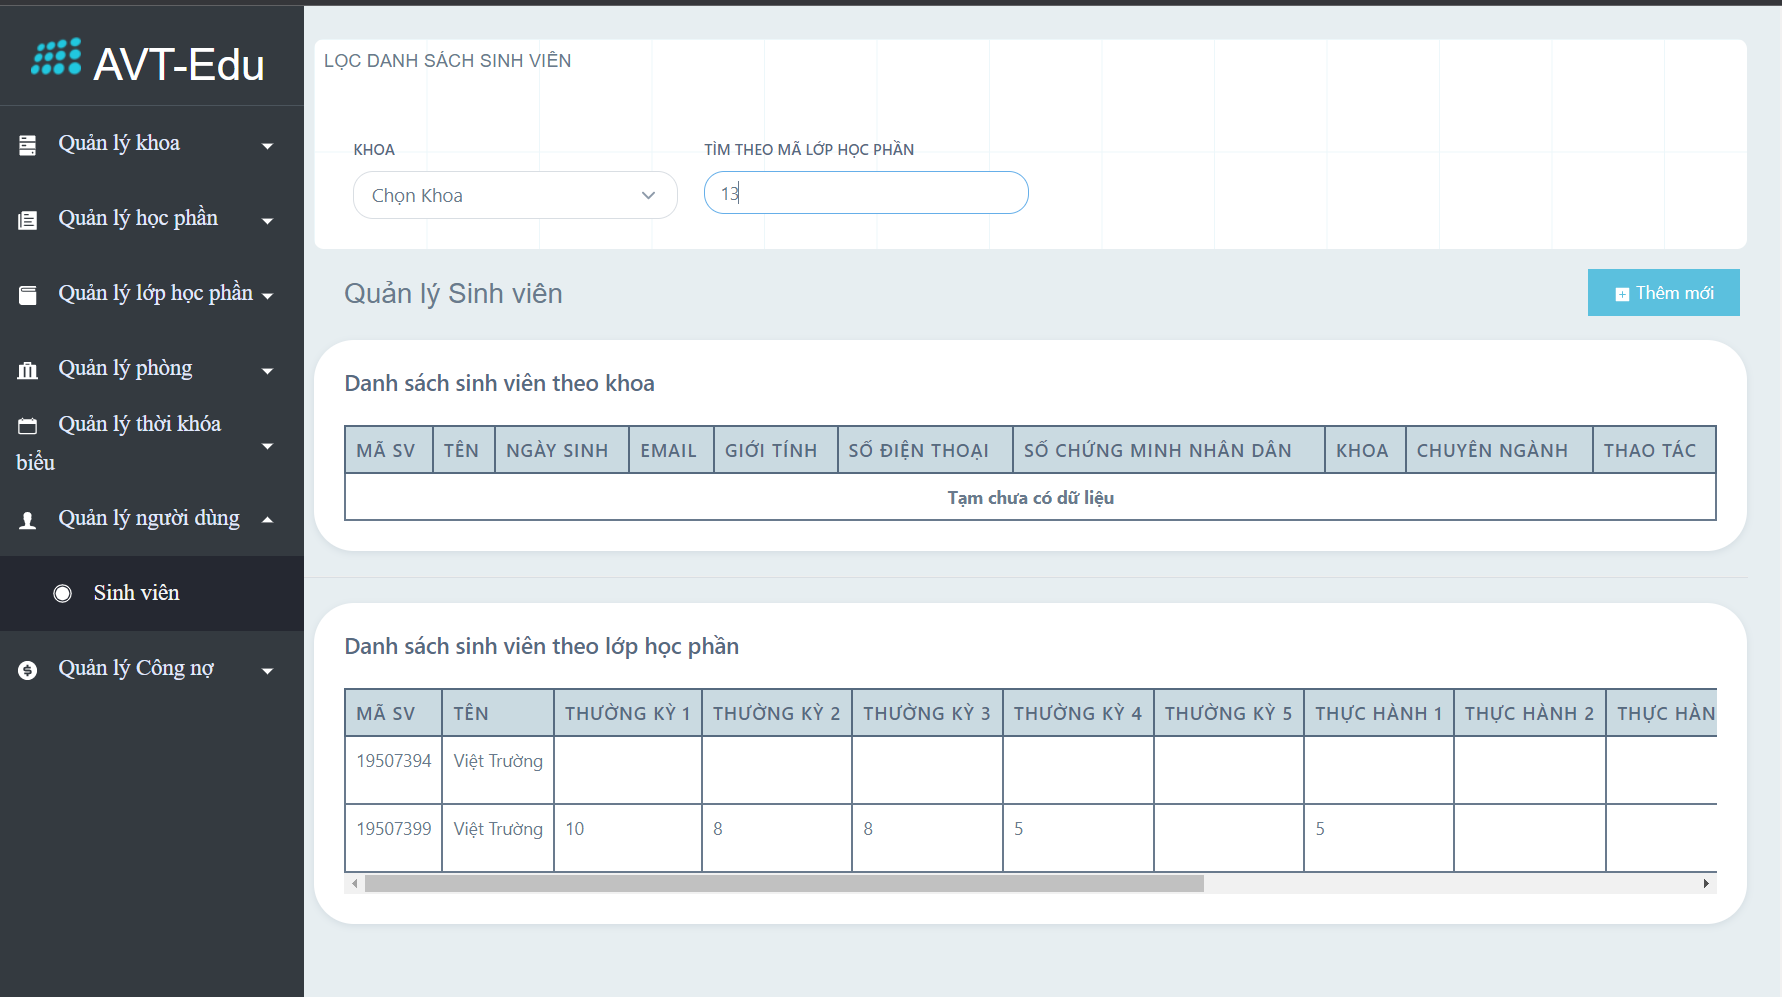 AVT-Edu
Quản lý khoa
Quản lý học phần
Quản lý lớp học phần
Quản lý phòng
Quản lý thời khóa
biểu
Quản lý người dùng
Sinh viên
Quản lý Công nợ
LỌC DANH SÁCH SINH VIÊN
KHOA
TÌM THEO MÃ LỚP HỌC PHẦN
Chọn Khoa
13
Quản lý Sinh viên
Thêm mới
Danh sách sinh viên theo khoa
MÃ SV TÊN NGÀY SINH EMAIL GIỚI TÍNH SỐ ĐIỆN THOẠI SỐ CHỨNG MINH NHÂN DÂN KHOA CHUYÊN NGÀNH THAO TÁC
Tạm chưa có dữ liệu
Danh sách sinh viên theo lớp học phần
MÃ SV TÊN THƯỜNG KỲ 1 THƯỜNG KỲ 2 THƯỜNG KỲ 3 THƯỜNG KỲ 4 THƯỜNG KỲ 5 THỰC HÀNH 1 THỰC HÀNH 2 THỰC HÀN
19507394 Việt Trường
19507399 Việt Trường 10 8 8 5 5